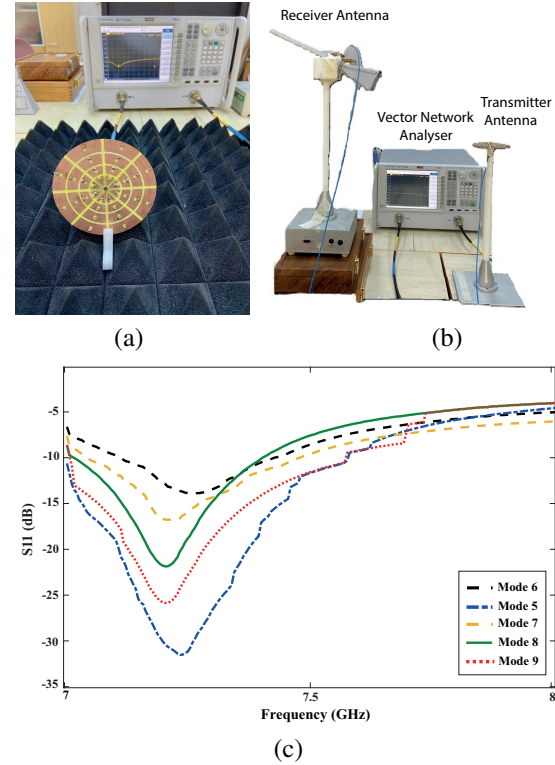 Receiver Antenna
Vector Network
Analyser
Transmitter
Antenna
(a)
(b)
-5
-10
-15
-20
-25
-30
-35
S11 (dB)
7
7.5
8
Frequency (GHz)
Mode 6
Mode 5
Mode 7
Mode 8
Mode 9
(c)